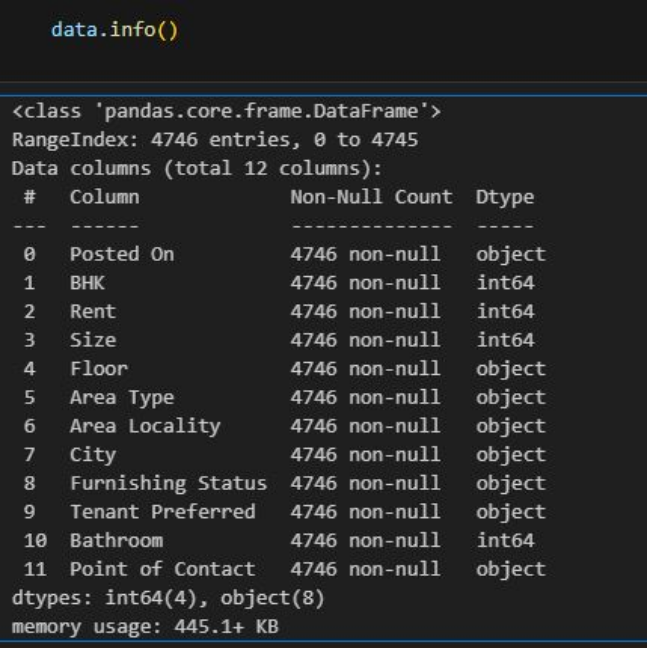 data.info()
<class 'pandas.core.frame.DataFrame'>
RangeIndex: 4746 entries, 0 to 4745
Data columns (total 12 columns):
 #   Column             Non-Null Count  Dtype
---  ------             --------------  -----
 0   Posted On          4746 non-null   object
 1   BHK                4746 non-null   int64
 2   Rent               4746 non-null   int64
 3   Size               4746 non-null   int64
 4   Floor              4746 non-null   object
 5   Area Type          4746 non-null   object
 6   Area Locality      4746 non-null   object
 7   City               4746 non-null   object
 8   Furnishing Status  4746 non-null   object
 9   Tenant Preferred   4746 non-null   object
 10  Bathroom           4746 non-null   int64
 11  Point of Contact   4746 non-null   object
dtypes: int64(4), object(8)
memory usage: 445.1+ KB